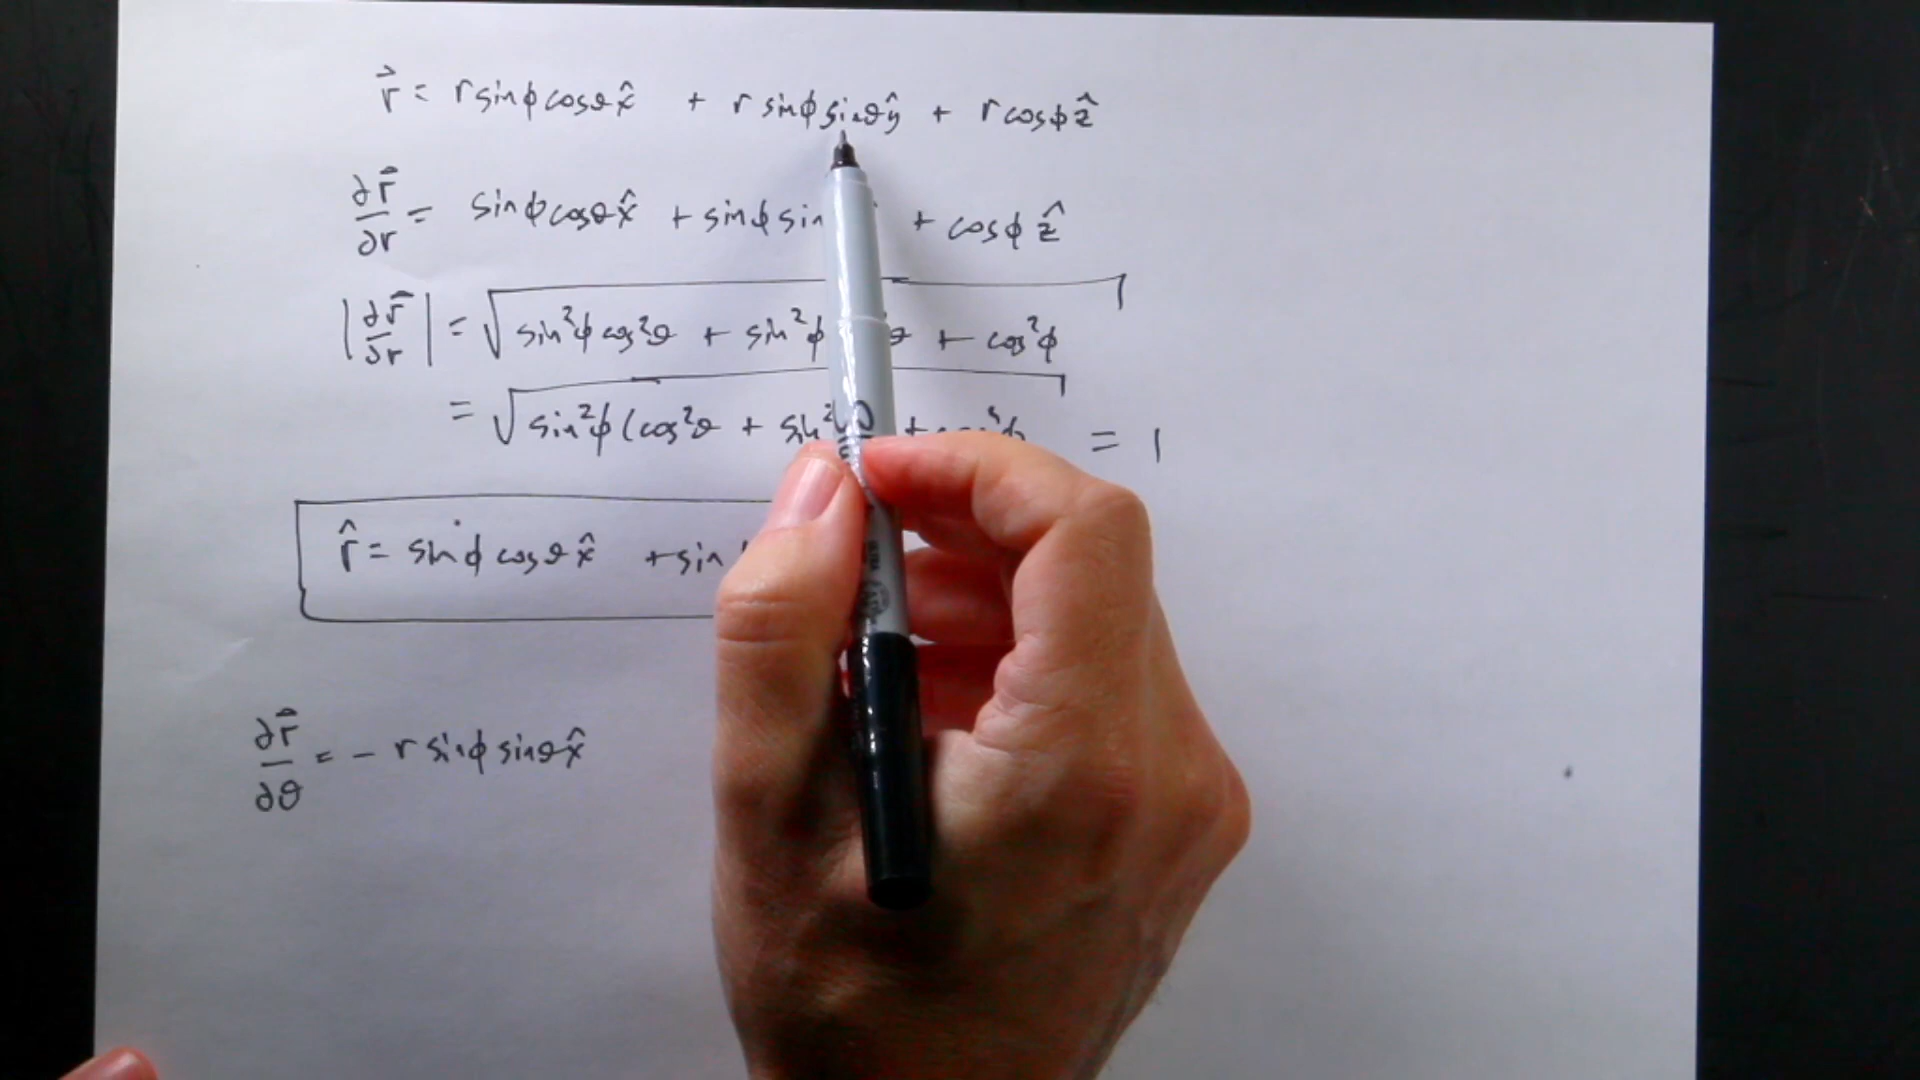 r⃗ = r sinϕ cosθ x̂ + r sinϕ sinθ ŷ + r cosϕ ẑ
∂r⃗/∂r = sinϕ cosθ x̂ + sinϕ sin + cosϕ ẑ
|∂r⃗/∂r| = √(sin²ϕ cos²θ + sin²ϕ θ + cos²ϕ)
= √(sin²ϕ (cos²θ + sin² + = 1
r̂ = sinϕ cosθ x̂ + sin
∂r⃗/∂θ = - r sinϕ sinθ x̂